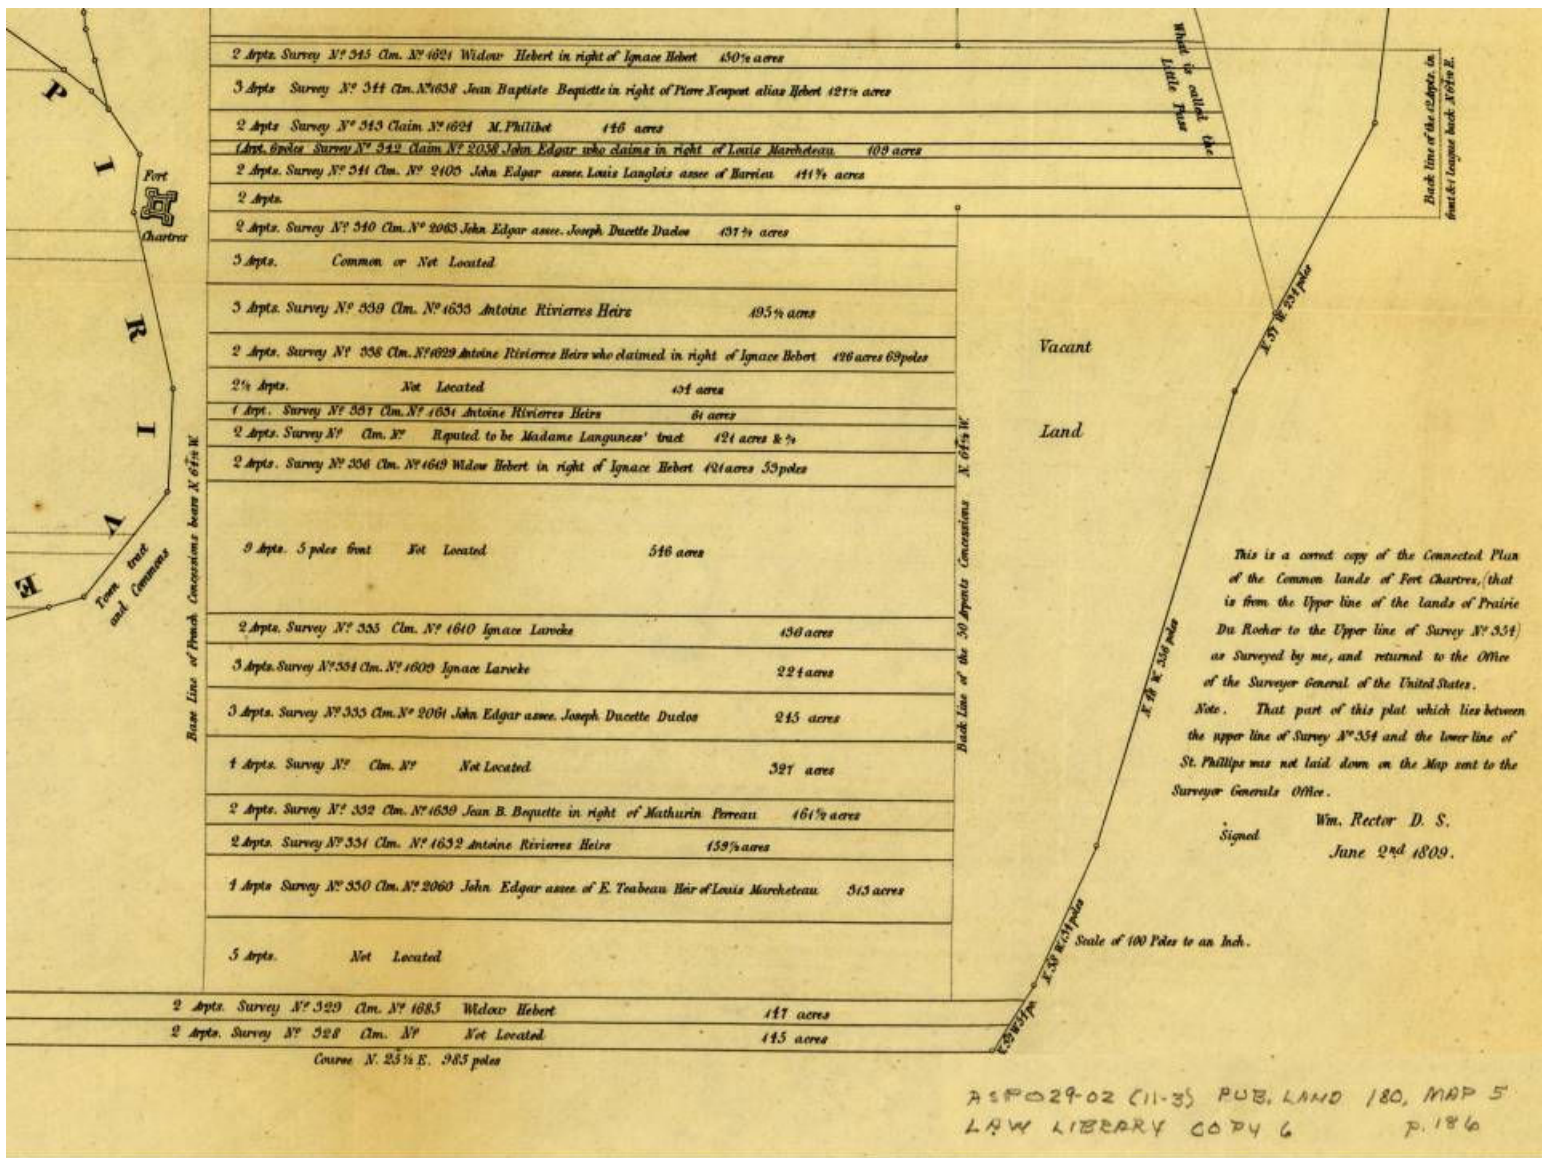 2 Arpts. Survey Nº 345 Clm. Nº 1621 Widow Hebert in right of Ignace Hebert 150½ acres
3 Arpts Survey Nº 344 Clm. Nº 1638 Jean Baptiste Bequette in right of Pierre Newport alias Hebert acres
2 Arpts Survey Nº 343 Claim Nº 1621 M. Philibot 146 acres
1 Arpt. 6 poles Survey Nº 342 Claim Nº 2038 John Edgar who claims in right of Louis Marcheteau 109 acres
2 Arpts. Survey Nº 341 Clm. Nº 2103 John Edgar assee. Louis Langlois assee of acres
2 Arpts.
2 Arpts. Survey Nº 340 Clm. Nº 2063 John Edgar assee. Joseph Ducette Duclos acres
3 Arpts. Common or Not Located
3 Arpts. Survey Nº 339 Clm. Nº 1633 Antoine Rivierres Heirs acres
2 Arpts. Survey Nº 338 Clm. Nº 1629 Antoine Rivierres Heirs who claimed in right of Ignace Hebert 126 acres 69 poles
2½ Arpts. Not Located 131 acres
1 Arpt. Survey Nº 337 Clm. Nº 1631 Antoine Rivierres Heirs 61 acres
2 Arpts. Survey Nº Clm. Nº Reputed to be Madame Languness' tract 121 acres &
2 Arpts. Survey Nº 336 Clm. Nº 1619 Widow Hebert in right of Ignace Hebert 121 acres 53 poles
9 Arpts. 5 poles front Not Located 546 acres
2 Arpts. Survey Nº 335 Clm. Nº 1610 Ignace Larocke 136 acres
3 Arpts. Survey Nº 334 Clm. Nº 1609 Ignace Larocke 224 acres
3 Arpts. Survey Nº 333 Clm. Nº 2061 John Edgar assee. Joseph Ducette Duclos 245 acres
4 Arpts. Survey Nº Clm. Nº Not Located 327 acres
2 Arpts. Survey Nº 332 Clm. Nº 1639 Jean B. Bequette in right of Mathurin Perreau acres
2 Arpts. Survey Nº 331 Clm. Nº 1632 Antoine Rivierres Heirs acres
4 Arpts Survey Nº 330 Clm. Nº 2060 John Edgar assee of E. Teabeau Heir of Louis Marcheteau 313 acres
5 Arpts. Not Located
2 Arpts. Survey Nº 329 Clm. Nº 1685 Widow Hebert 147 acres
2 Arpts. Survey Nº 328 Clm. Nº Not Located 145 acres
Course N. 25½ E. 985 poles
P I R I V E
Fort
Chartres
Town tract
and Commons
Base Line of French Concessions bears N. 64½ W.
Back Line of the 50 Arpents Concessions N. 64½ W.
What is called the
Little Pass
Back line of the 12 Arpts. in
front & 1 league back N. 64½ E.
Vacant
Land
N. 37 W. 234 poles
N. 18 W. 356 poles
poles
This is a correct copy of the Connected Plan
of the Common lands of Fort Chartres, (that
is from the Upper line of the lands of Prairie
Du Rocher to the Upper line of Survey Nº 354)
as Surveyed by me, and returned to the Office
of the Surveyor General of the United States.
Note. That part of this plat which lies between
the upper line of Survey Nº 354 and the lower line of
St. Phillips was not laid down on the Map sent to the
Surveyor Generals Office.
Signed Wm. Rector D. S.
June 2nd 1809.
Scale of 400 Poles to an Inch.
ASP029-02 (11-3) PUB. LAND 180, MAP 5
LAW LIBRARY COPY 6 P. 186